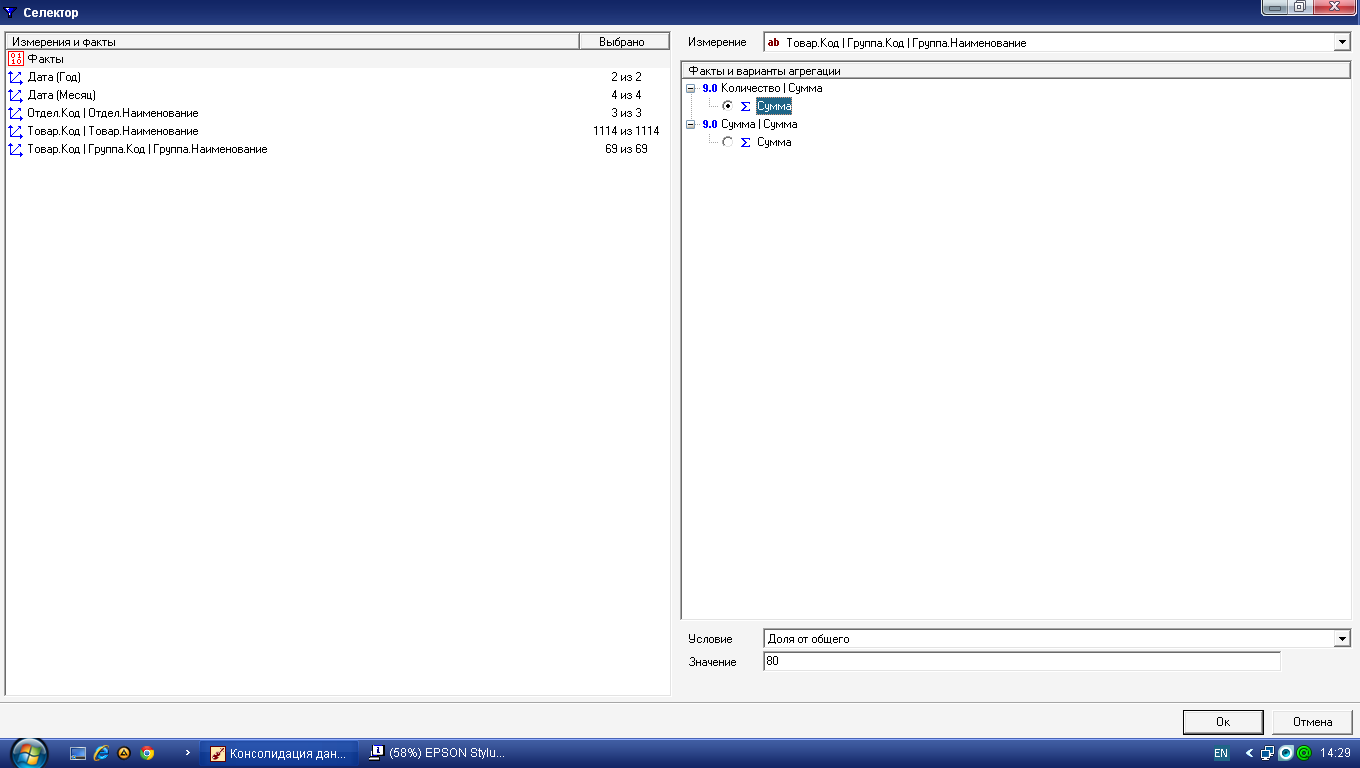 Селектор
Измерения и факты Выбрано
Факты
Дата (Год) 2 из 2
Дата (Месяц) 4 из 4
Отдел.Код | Отдел.Наименование 3 из 3
Товар.Код | Товар.Наименование 1114 из 1114
Товар.Код | Группа.Код | Группа.Наименование 69 из 69
Измерение ab Товар.Код | Группа.Код | Группа.Наименование
Факты и варианты агрегации
9.0 Количество | Сумма
Σ Сумма
9.0 Сумма | Сумма
Σ Сумма
Условие Доля от общего
Значение 80
Ок Отмена
Консолидация дан... (58%) EPSON Stylu... EN 14:29